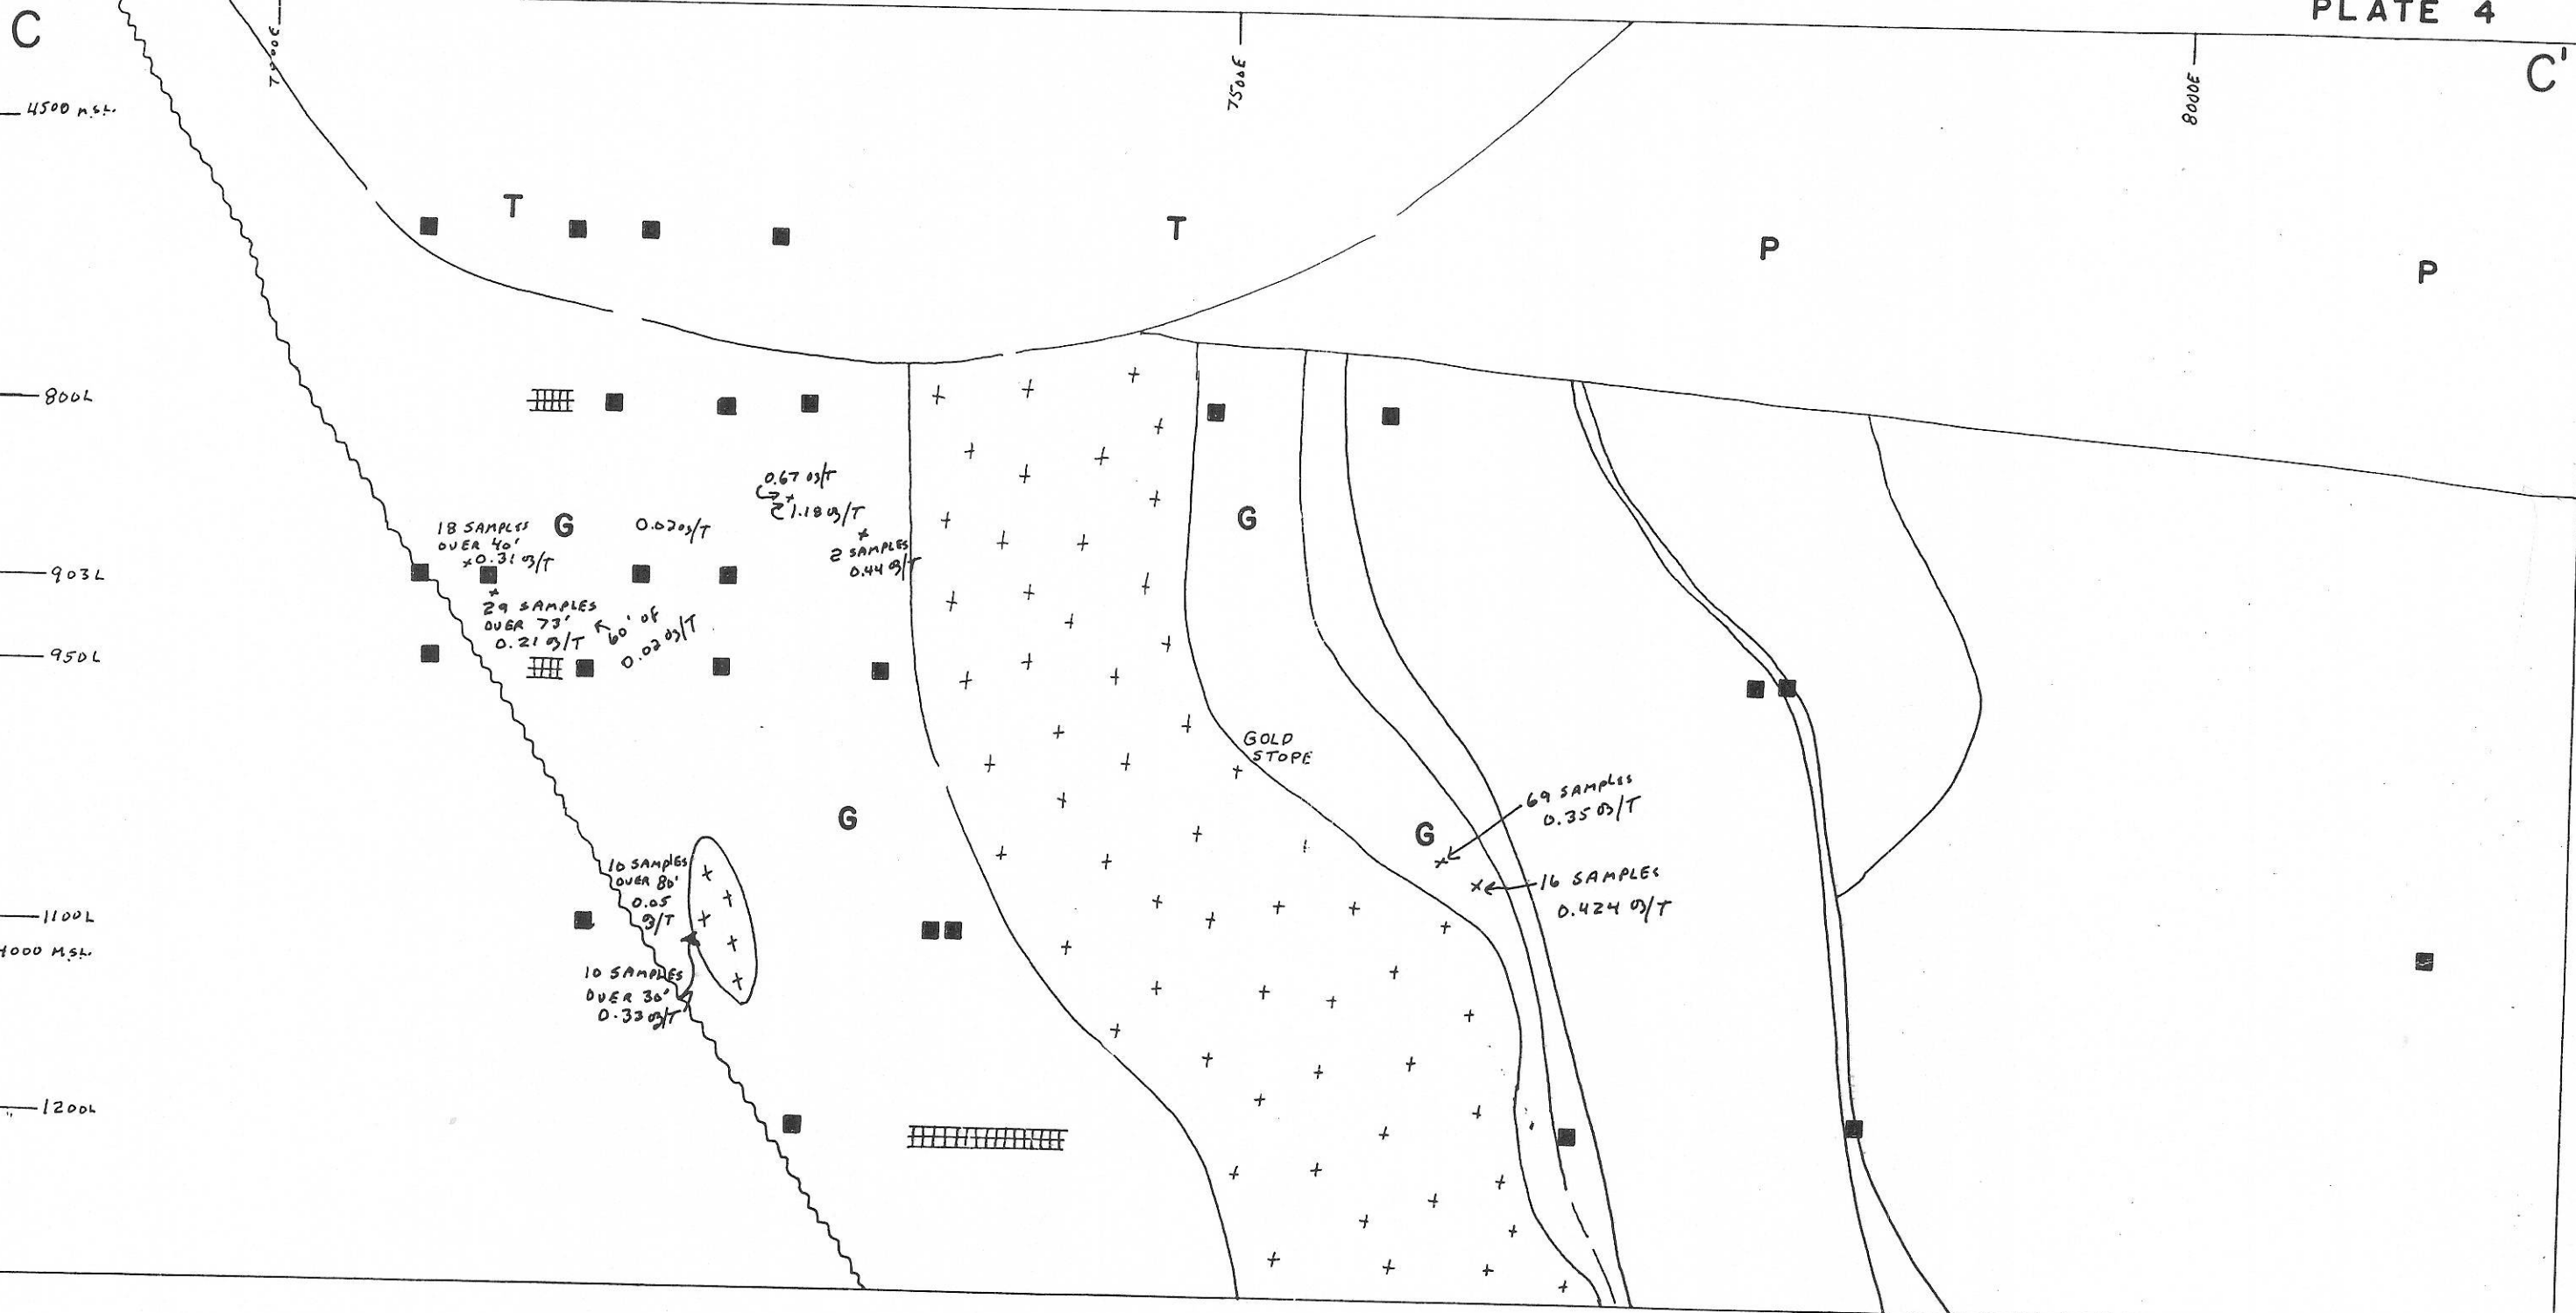 PLATE 4
C
C'
7000E
7500E
8000E
4500 M.S.L.
T
T
P
P
800L
0.67 oz/T
1.18 oz/T
18 SAMPLES
OVER 40'
0.31 oz/T
G
0.02 oz/T
2 SAMPLES
0.44 oz/T
G
903L
29 SAMPLES
OVER 73'
0.21 oz/T
60' OF
0.02 oz/T
950L
GOLD
STOPE
G
G
69 SAMPLES
0.35 oz/T
16 SAMPLES
0.424 oz/T
10 SAMPLES
OVER 80'
0.05
oz/T
1100L
4000 M.S.L.
10 SAMPLES
OVER 30'
0.33 oz/T
1200L